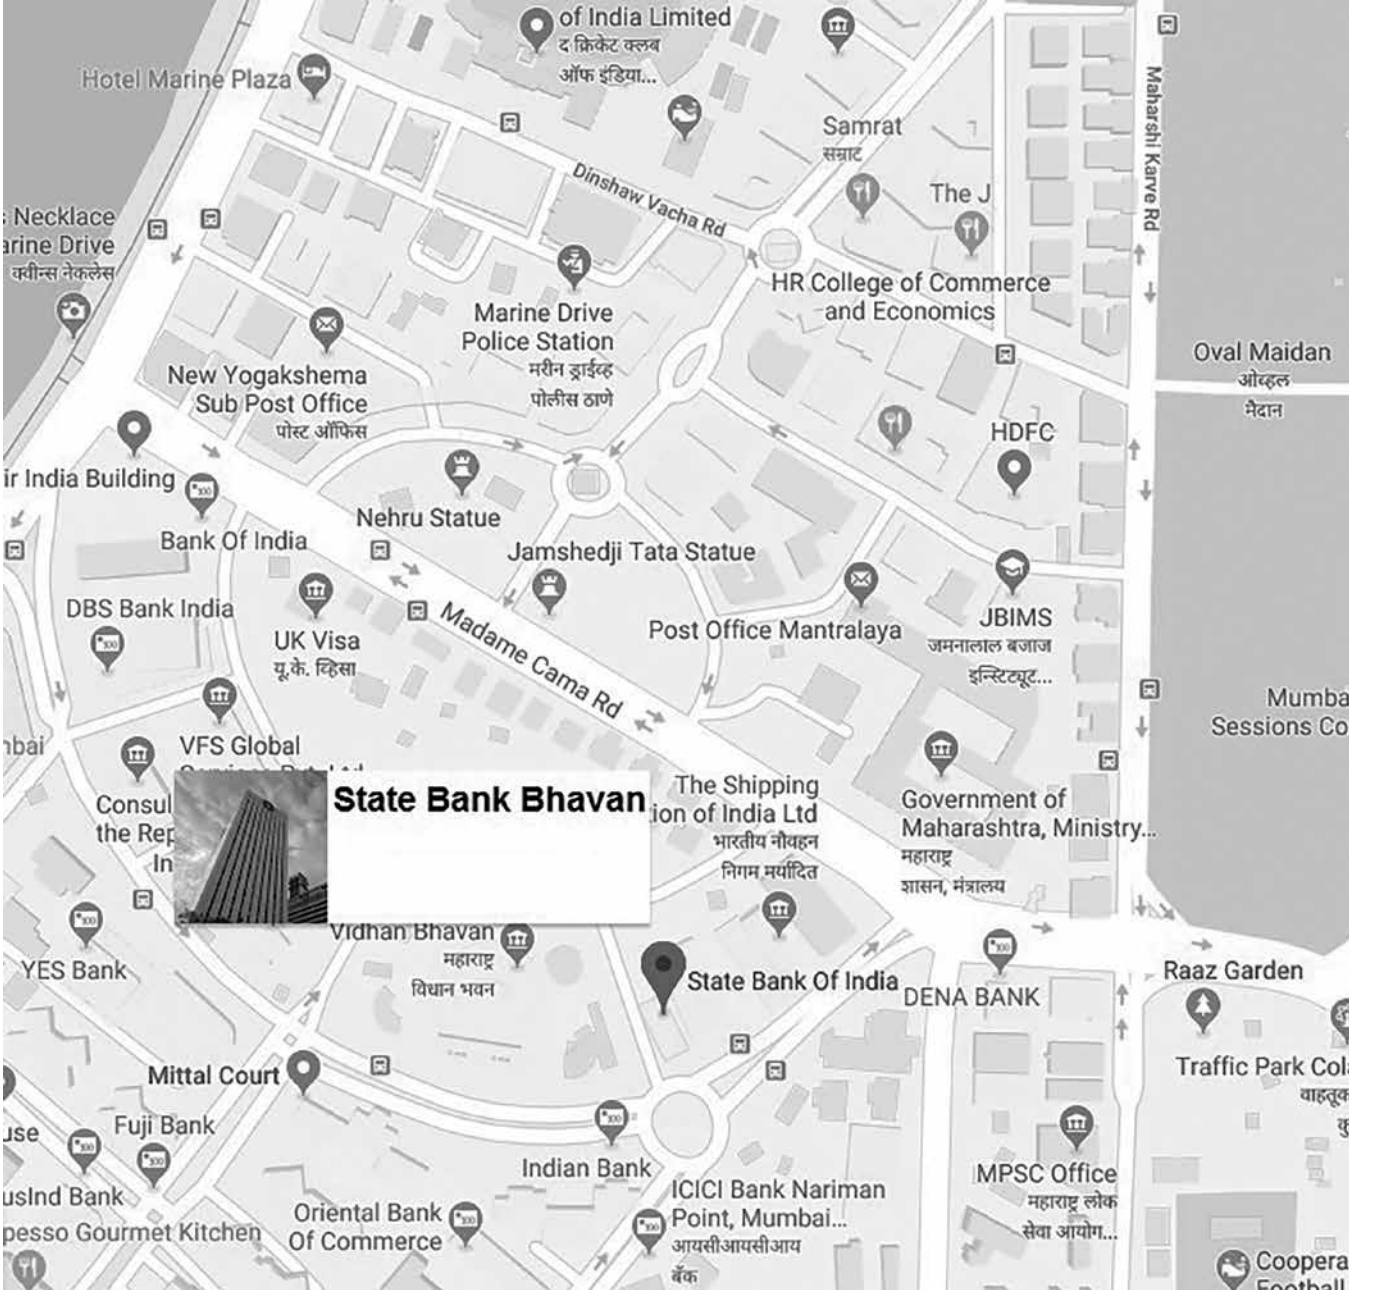 of India Limited
द क्रिकेट क्लब
ऑफ इंडिया...
Hotel Marine Plaza
Maharshi Karve Rd
Samrat
सम्राट
Dinshaw Vacha Rd
The J
Necklace
arine Drive
क्वीन्स नेकलेस
HR College of Commerce
and Economics
Marine Drive
Police Station
मरीन ड्राईव्ह
पोलीस ठाणे
Oval Maidan
ओव्हल
मैदान
New Yogakshema
Sub Post Office
पोस्ट ऑफिस
HDFC
ir India Building
Bank Of India
Nehru Statue
Jamshedji Tata Statue
DBS Bank India
UK Visa
यू.के. व्हिसा
Madame Cama Rd
Post Office Mantralaya
JBIMS
जमनालाल बजाज
इन्स्टिट्यूट...
Mumba
Sessions Co
nbai
VFS Global
State Bank Bhavan
The Shipping
tion of India Ltd
भारतीय नौवहन
निगम मर्यादित
Consul
the Rep
In
Government of
Maharashtra, Ministry...
महाराष्ट्र
शासन, मंत्रालय
YES Bank
Vidhan Bhavan
महाराष्ट्र
विधान भवन
State Bank Of India
DENA BANK
Raaz Garden
Mittal Court
Traffic Park Col
वाहतूक
Fuji Bank
use
usInd Bank
Indian Bank
MPSC Office
महाराष्ट्र लोक
सेवा आयोग...
pesso Gourmet Kitchen
Oriental Bank
Of Commerce
ICICI Bank Nariman
Point, Mumbai...
आयसीआयसीआय
बँक
Coopera
Football